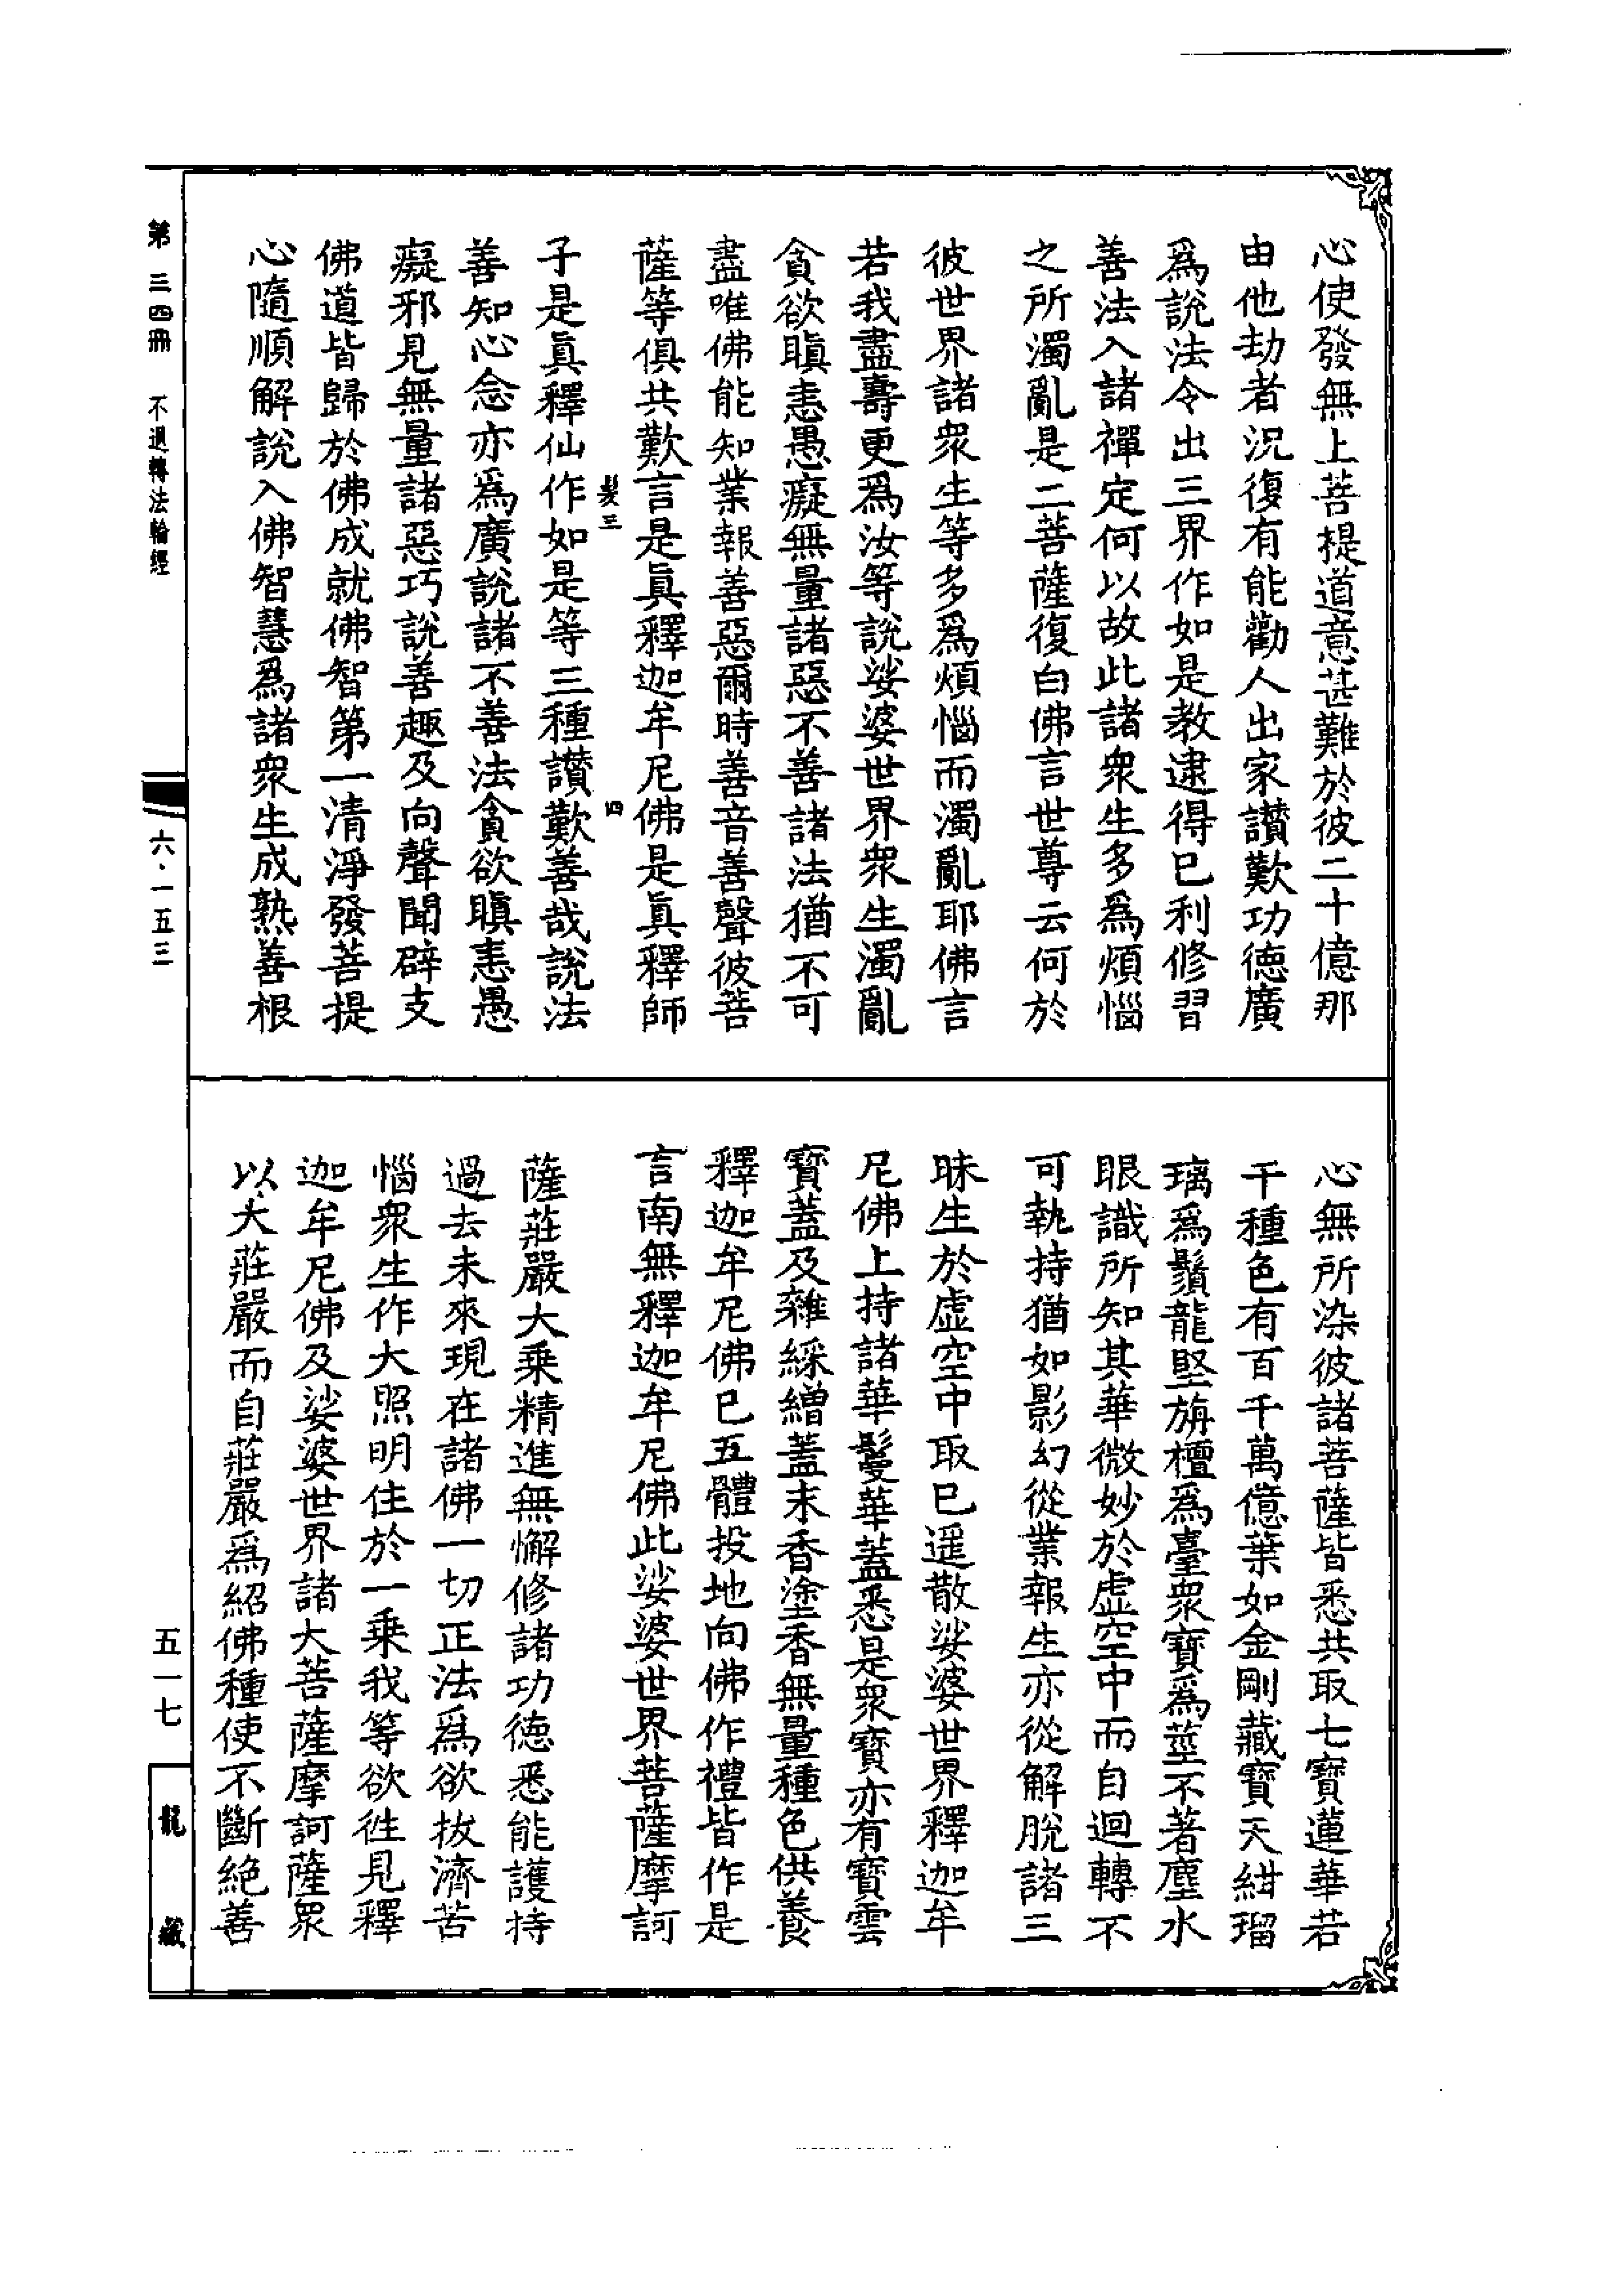 心使發無上菩提道意甚難於彼二十億那
由他劫者況復有能勸人出家讚歎功德廣
爲說法令出三界作如是教逮得已利修習
善法入諸禪定何以故此諸衆生多爲煩惱
之所濁亂是二菩薩復白佛言世尊云何於
彼世界諸衆生等多爲煩惱而濁亂耶佛言
若我盡壽更爲汝等說娑婆世界衆生濁亂
貪欲瞋恚愚癡無量諸惡不善諸法猶不可
盡唯佛能知業報善惡爾時善音善聲彼菩
薩等俱共歎言是眞釋迦牟尼佛是眞釋師
髮三
四
子是眞釋仙作如是等三種讚歎善哉說法
善知心念亦爲廣說諸不善法貪欲瞋恚愚
癡邪見無量諸惡巧說善趣及向聲聞辟支
佛道皆歸於佛成就佛智第一清淨發菩提
心隨順解說入佛智慧爲諸衆生成熟善根
心無所染彼諸菩薩皆悉共取七寶蓮華若
干種色有百千萬億葉如金剛藏寶天紺瑠
璃爲鬚龍堅旃檀爲臺衆寶爲莖不著塵水
眼識所知其華微妙於虛空中而自迴轉不
可執持猶如影幻從業報生亦從解脫諸三
昧生於虛空中取已遥散娑婆世界釋迦牟
尼佛上持諸華鬘華蓋悉是衆寶亦有寶雲
寶蓋及雜綵繒蓋末香塗香無量種色供養
釋迦牟尼佛已五體投地向佛作禮皆作是
言南無釋迦牟尼佛此娑婆世界菩薩摩訶
薩莊嚴大乘精進無懈修諸功德悉能護持
過去未來現在諸佛一切正法爲欲拔濟苦
惱衆生作大照明住於一乘我等欲徃見釋
迦牟尼佛及娑婆世界諸大菩薩摩訶薩衆
以大莊嚴而自莊嚴爲紹佛種使不斷絶善
第三四冊 不退轉法輪經
六·一五三
五一七
龍藏